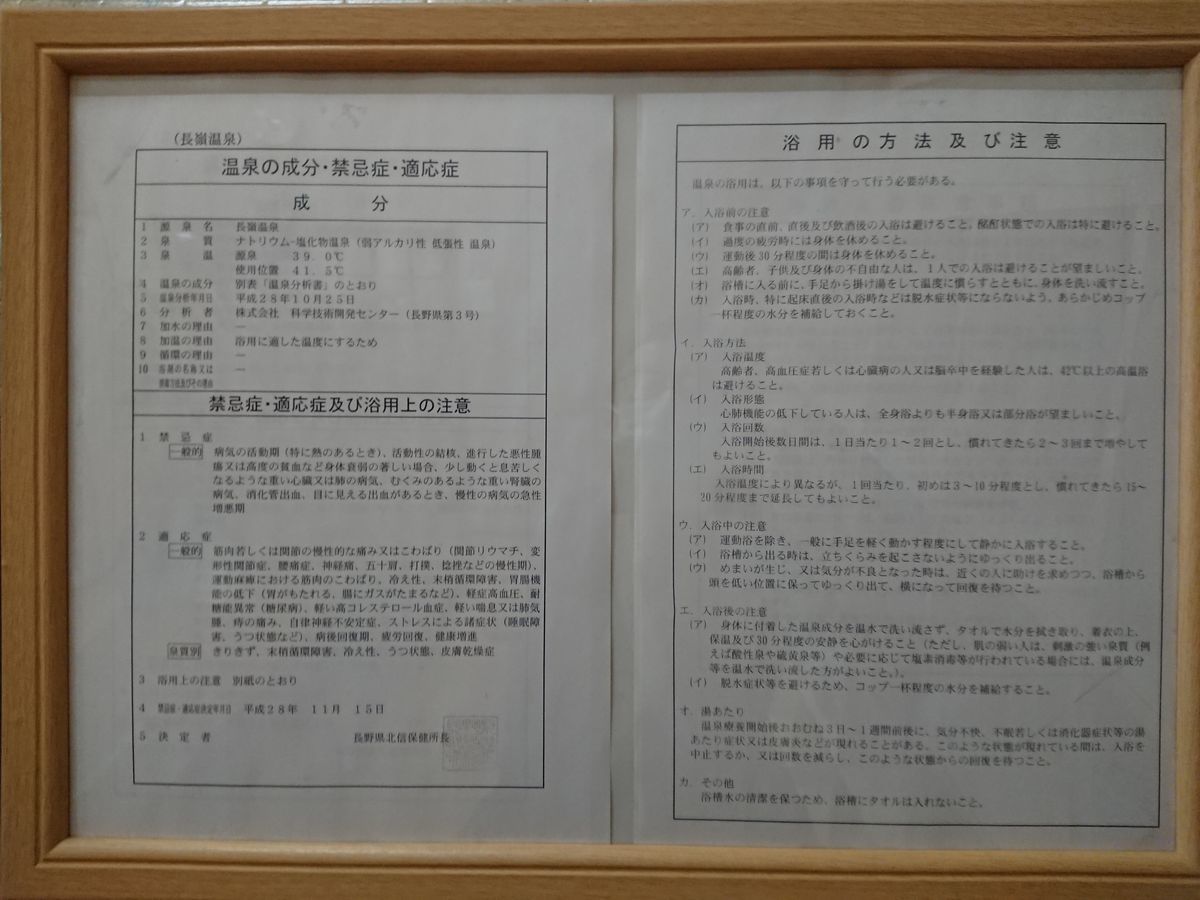 （長嶺温泉）
温泉の成分・禁忌症・適応症
成　　分
1　源　泉　名　長嶺温泉
2　泉　　質　ナトリウム-塩化物温泉（弱アルカリ性 低張性 温泉）
3　泉　　温　源泉　　39．0℃
使用位置　41．5℃
4　温泉の成分　別表「温泉分析書」のとおり
5　温泉分析年月日　平成28年10月25日
6　分　析　者　株式会社　科学技術開発センター（長野県第3号）
7　加水の理由　―
8　加温の理由　浴用に適した温度にするため
9　循環の理由　―
10　溶剤の名称又は　―
消毒方法及びその理由
禁忌症・適応症及び浴用上の注意
1　禁　忌　症
一般的　病気の活動期（特に熱のあるとき）、活動性の結核、進行した悪性腫
瘍又は高度の貧血など身体衰弱の著しい場合、少し動くと息苦しく
なるような重い心臓又は肺の病気、むくみのあるような重い腎臓の
病気、消化管出血、目に見える出血があるとき、慢性の病気の急性
増悪期
2　適　応　症
一般的　筋肉若しくは関節の慢性的な痛み又はこわばり（関節リウマチ、変
形性関節症、腰痛症、神経痛、五十肩、打撲、捻挫などの慢性期）、
運動麻痺における筋肉のこわばり、冷え性、末梢循環障害、胃腸機
能の低下（胃がもたれる、腸にガスがたまるなど）、軽症高血圧、耐
糖能異常（糖尿病）、軽い高コレステロール血症、軽い喘息又は肺気
腫、痔の痛み、自律神経不安定症、ストレスによる諸症状（睡眠障
害、うつ状態など）、病後回復期、疲労回復、健康増進
泉質別　きりきず、末梢循環障害、冷え性、うつ状態、皮膚乾燥症
3　浴用上の注意　別紙のとおり
4　禁忌症・適応症決定年月日　平成28年　11月　15日
5　決　定　者　長野県北信保健所長
浴　用　の　方　法　及　び　注　意
温泉の浴用は、以下の事項を守って行う必要がある。
ア．入浴前の注意
（ア）　食事の直前、直後及び飲酒後の入浴は避けること。酩酊状態での入浴は特に避けること。
（イ）　過度の疲労時には身体を休めること。
（ウ）　運動後30分程度の間は身体を休めること。
（エ）　高齢者、子供及び身体の不自由な人は、1人での入浴は避けることが望ましいこと。
（オ）　浴槽に入る前に、手足から掛け湯をして温度に慣らすとともに、身体を洗い流すこと。
（カ）　入浴時、特に起床直後の入浴時などは脱水症状等にならないよう、あらかじめコップ
一杯程度の水分を補給しておくこと。
イ．入浴方法
（ア）　入浴温度
高齢者、高血圧症若しくは心臓病の人又は脳卒中を経験した人は、42℃以上の高温浴
は避けること。
（イ）　入浴形態
心肺機能の低下している人は、全身浴よりも半身浴又は部分浴が望ましいこと。
（ウ）　入浴回数
入浴開始後数日間は、1日当たり1～2回とし、慣れてきたら2～3回まで増やして
もよいこと。
（エ）　入浴時間
入浴温度により異なるが、1回当たり、初めは3～10分程度とし、慣れてきたら15～
20分程度まで延長してもよいこと。
ウ．入浴中の注意
（ア）　運動浴を除き、一般に手足を軽く動かす程度にして静かに入浴すること。
（イ）　浴槽から出る時は、立ちくらみを起こさないようにゆっくり出ること。
（ウ）　めまいが生じ、又は気分が不良となった時は、近くの人に助けを求めつつ、浴槽から
頭を低い位置に保ってゆっくり出て、横になって回復を待つこと。
エ．入浴後の注意
（ア）　身体に付着した温泉成分を温水で洗い流さず、タオルで水分を拭き取り、着衣の上、
保温及び30分程度の安静を心がけること（ただし、肌の弱い人は、刺激の強い泉質（例
えば酸性泉や硫黄泉等）や必要に応じて塩素消毒等が行われている場合には、温泉成分
等を温水で洗い流した方がよいこと。）。
（イ）　脱水症状等を避けるため、コップ一杯程度の水分を補給すること。
オ．湯あたり
温泉療養開始後おおむね3日～1週間前後に、気分不快、不眠若しくは消化器症状等の湯
あたり症状又は皮膚炎などが現れることがある。このような状態が現れている間は、入浴を
中止するか、又は回数を減らし、このような状態からの回復を待つこと。
カ．その他
浴槽水の清潔を保つため、浴槽にタオルは入れないこと。